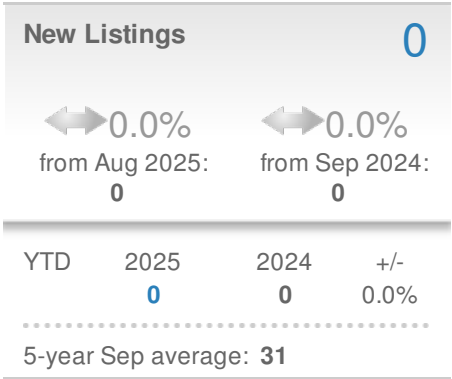 New Listings 0
0.0% 0.0%
from Aug 2025: from Sep 2024:
0 0
YTD 2025 2024 +/-
0 0 0.0%
5-year Sep average: 31